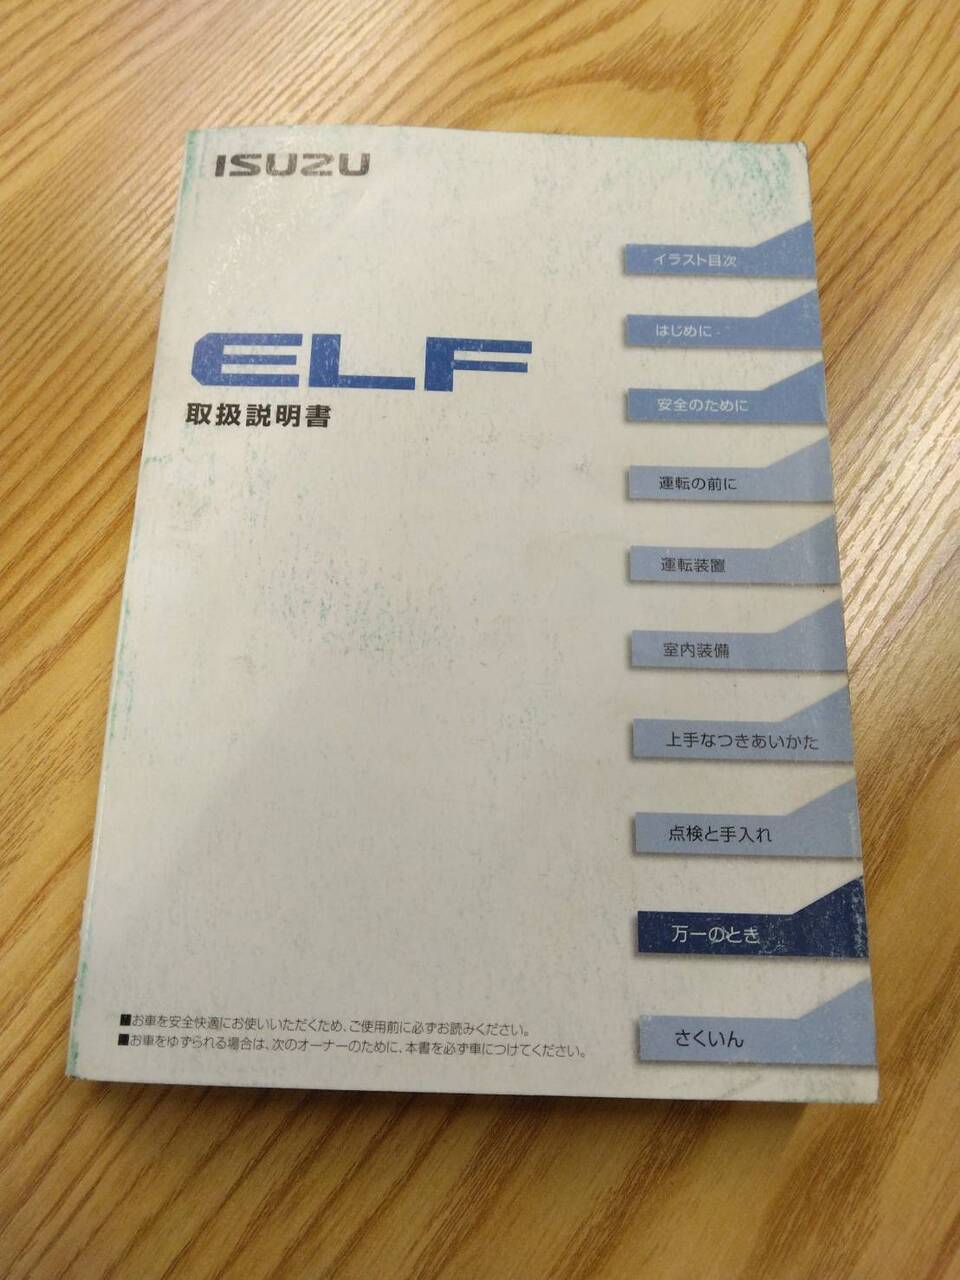 ISUZU
ELF
取扱説明書
イラスト目次
はじめに
安全のために
運転の前に
運転装置
室内装備
上手なつきあいかた
点検と手入れ
万一のとき
さくいん
■お車を安全快適にお使いいただくため、ご使用前に必ずお読みください。
■お車をゆずられる場合は、次のオーナーのために、本書を必ず車につけてください。